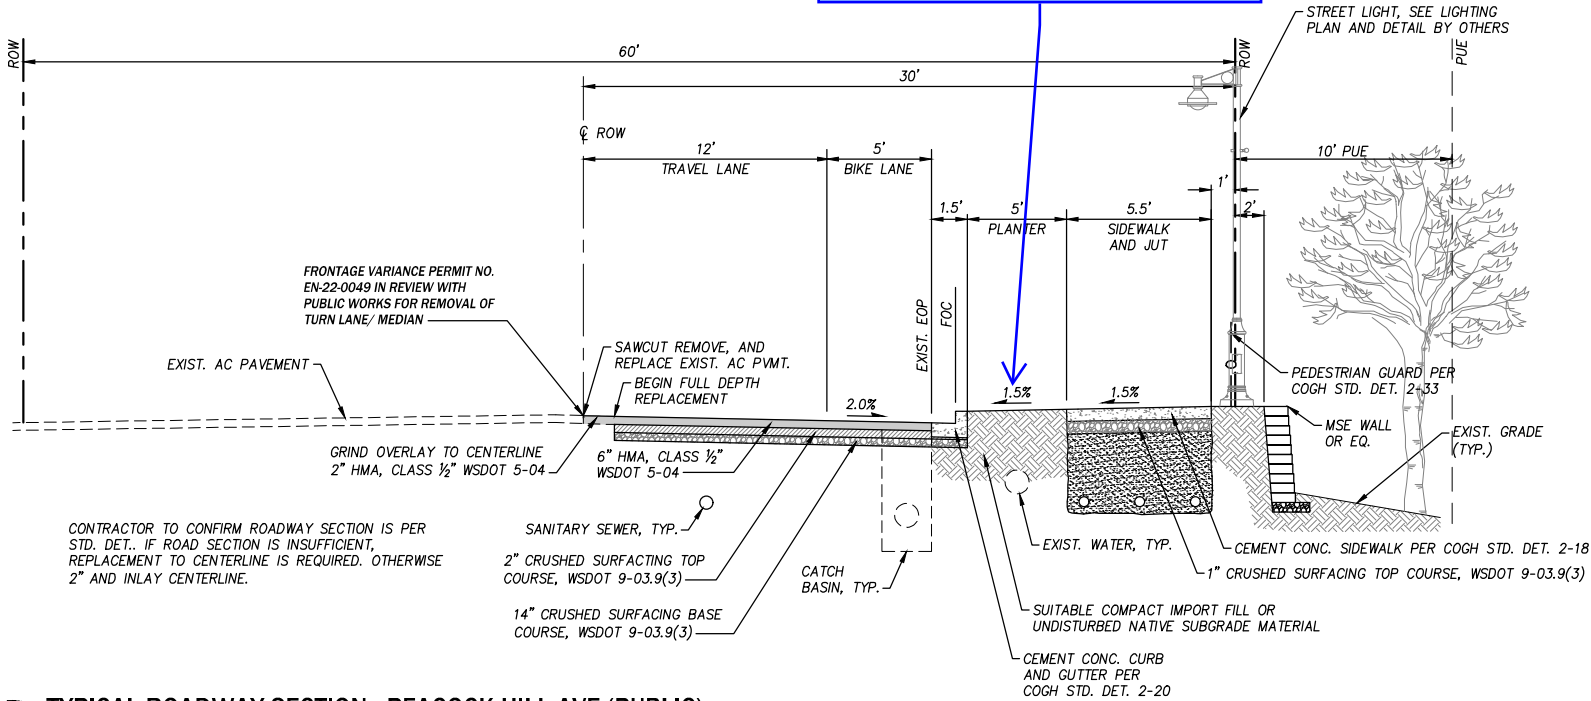 STREET LIGHT, SEE LIGHTING
PLAN AND DETAIL BY OTHERS
ROW
60'
ROW
PUE
30'
℄ ROW
12'
TRAVEL LANE
5'
BIKE LANE
10' PUE
1'
1.5'
5'
PLANTER
5.5'
SIDEWALK
AND JUT
2'
FRONTAGE VARIANCE PERMIT NO.
EN-22-0049 IN REVIEW WITH
PUBLIC WORKS FOR REMOVAL OF
TURN LANE/ MEDIAN
EXIST. EOP
FOC
EXIST. AC PAVEMENT
SAWCUT REMOVE, AND
REPLACE EXIST. AC PVMT.
BEGIN FULL DEPTH
REPLACEMENT
2.0%
1.5%
1.5%
PEDESTRIAN GUARD PER
COGH STD. DET. 2-33
MSE WALL
OR EQ.
EXIST. GRADE
(TYP.)
GRIND OVERLAY TO CENTERLINE
2" HMA, CLASS ½" WSDOT 5-04
6" HMA, CLASS ½"
WSDOT 5-04
CONTRACTOR TO CONFIRM ROADWAY SECTION IS PER
STD. DET.. IF ROAD SECTION IS INSUFFICIENT,
REPLACEMENT TO CENTERLINE IS REQUIRED. OTHERWISE
2" AND INLAY CENTERLINE.
SANITARY SEWER, TYP.
2" CRUSHED SURFACTING TOP
COURSE, WSDOT 9-03.9(3)
14" CRUSHED SURFACING BASE
COURSE, WSDOT 9-03.9(3)
CATCH
BASIN, TYP.
EXIST. WATER, TYP.
CEMENT CONC. SIDEWALK PER COGH STD. DET. 2-18
1" CRUSHED SURFACING TOP COURSE, WSDOT 9-03.9(3)
SUITABLE COMPACT IMPORT FILL OR
UNDISTURBED NATIVE SUBGRADE MATERIAL
CEMENT CONC. CURB
AND GUTTER PER
COGH STD. DET. 2-20
TYPICAL ROADWAY SECTION - PEACOCK HILL AVE (PUBLIC)